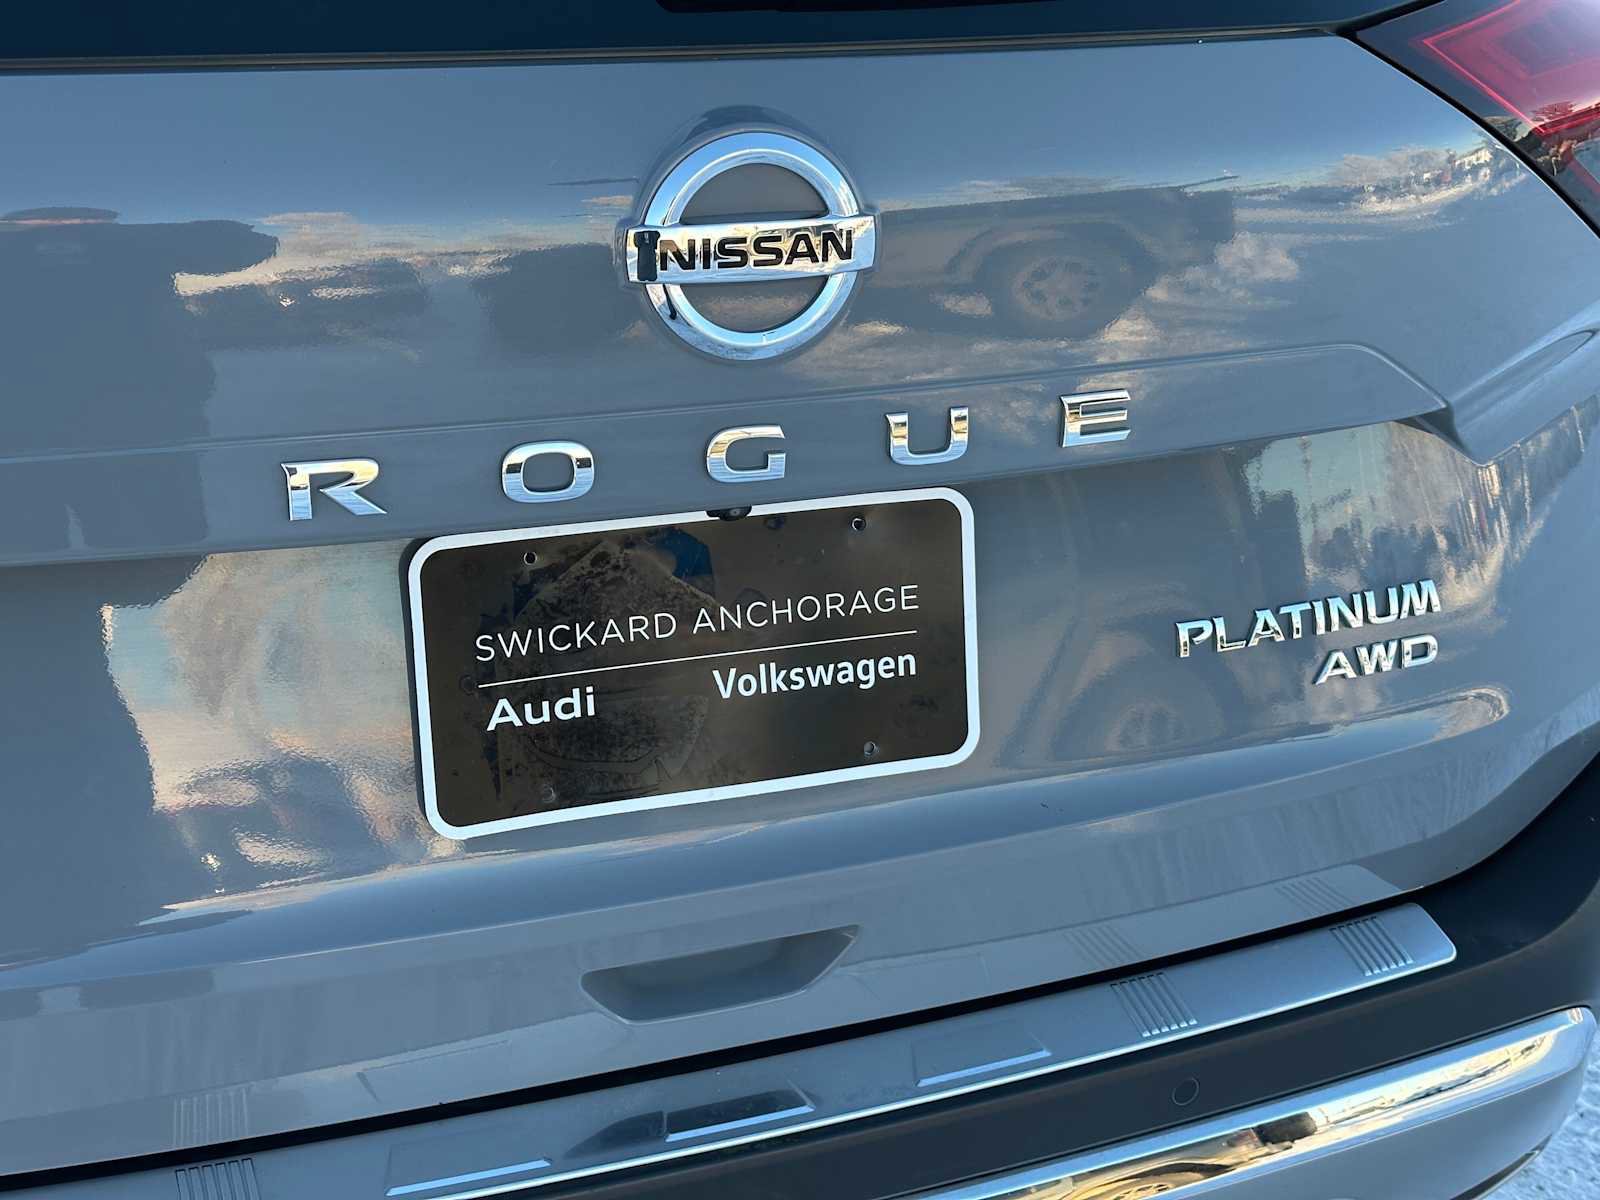 NISSAN
ROGUE
SWICKARD ANCHORAGE
Audi Volkswagen
PLATINUM
AWD